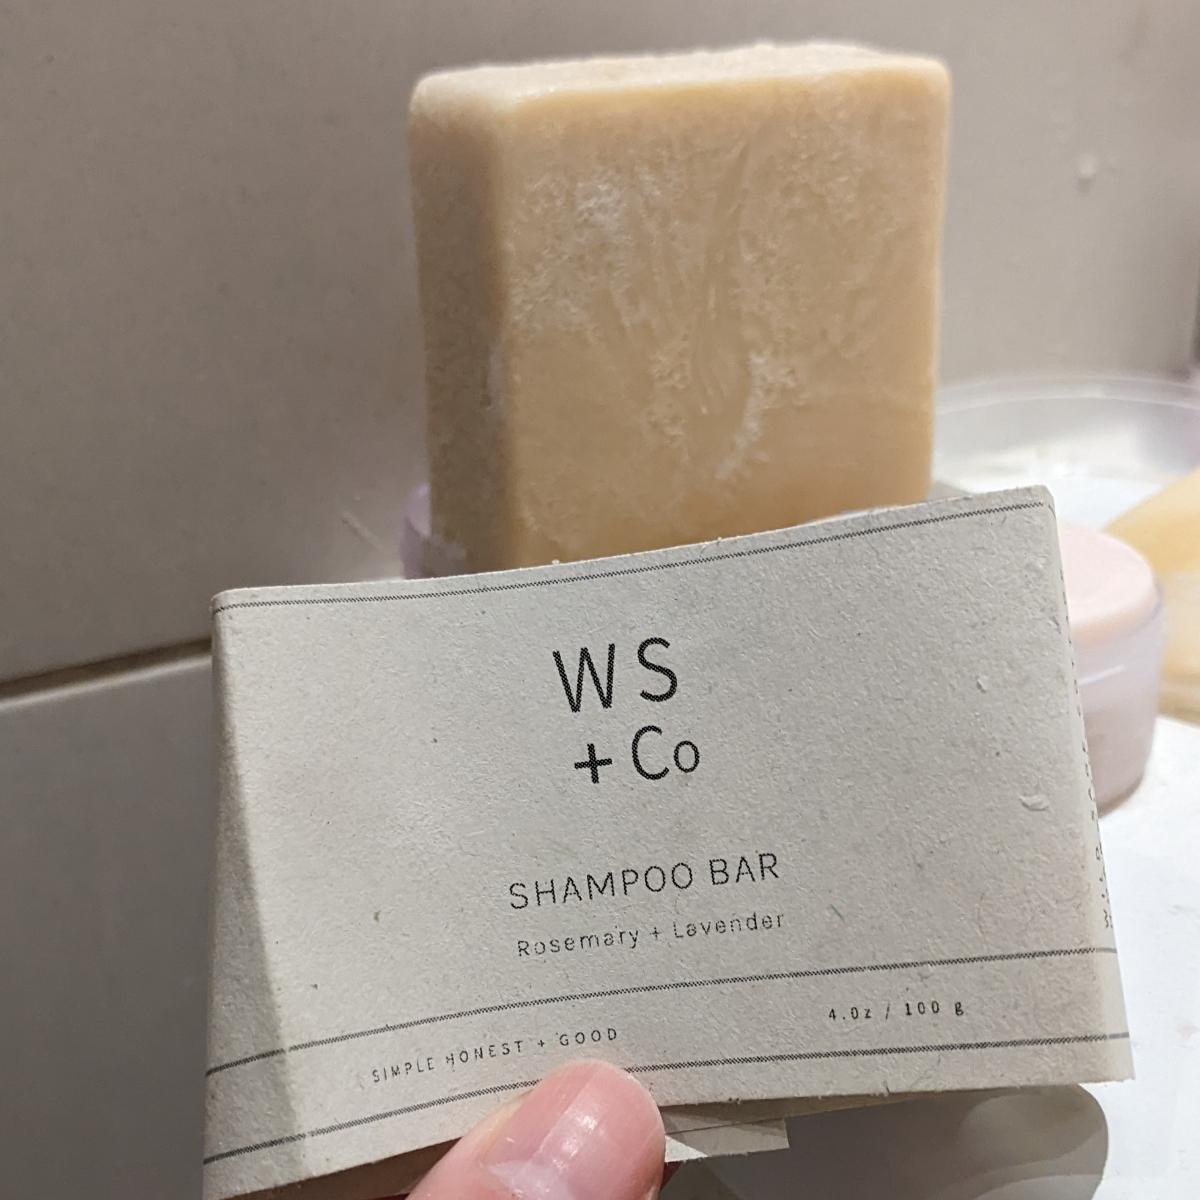 WS
+ Co
SHAMPOO BAR
Rosemary + Lavender
SIMPLE HONEST + GOOD
4.0z / 100 g